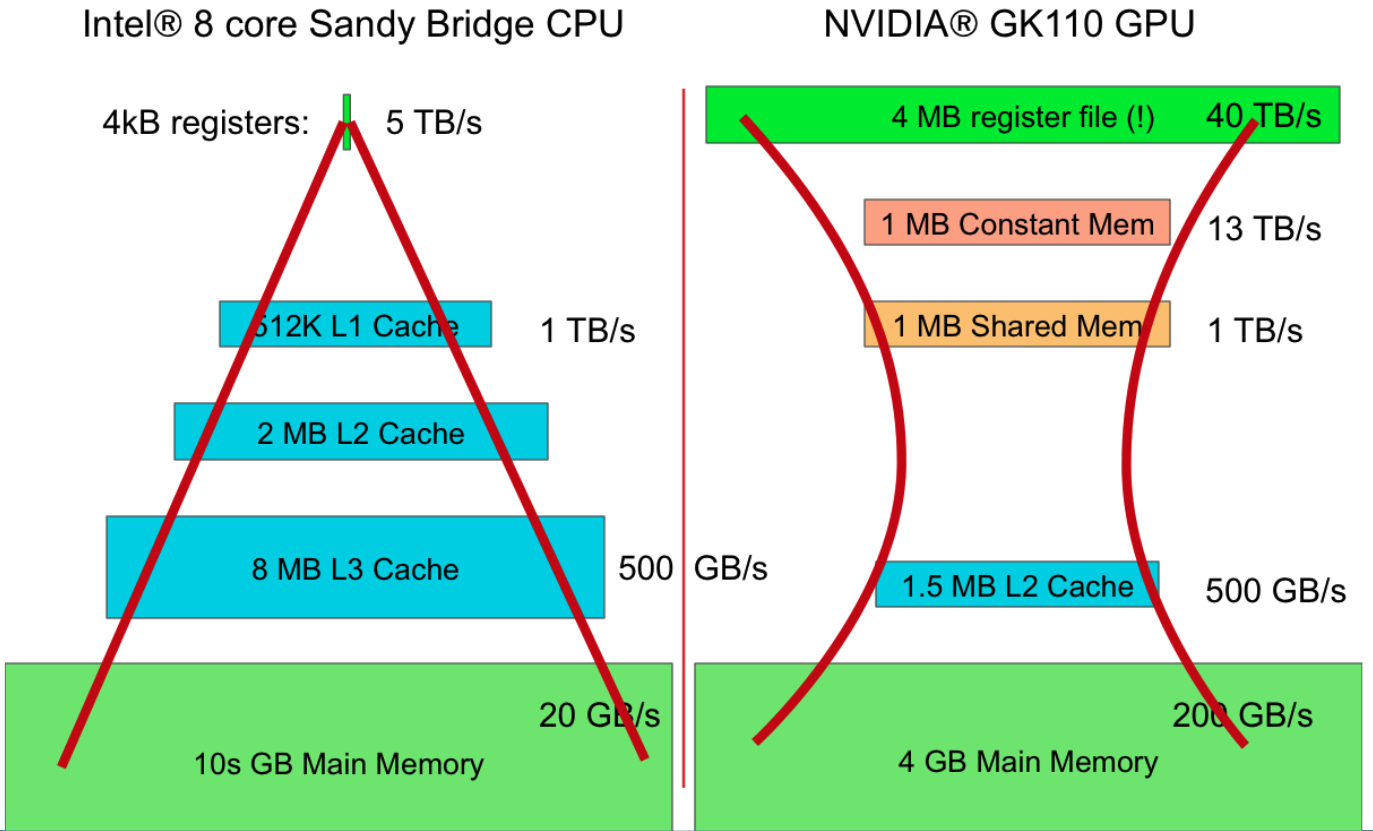 Intel® 8 core Sandy Bridge CPU
4kB registers:
5 TB/s
512K L1 Cache
1 TB/s
2 MB L2 Cache
8 MB L3 Cache
500 GB/s
20 GB/s
10s GB Main Memory
NVIDIA® GK110 GPU
4 MB register file (!)
40 TB/s
1 MB Constant Mem
13 TB/s
1 MB Shared Mem
1 TB/s
1.5 MB L2 Cache
500 GB/s
200 GB/s
4 GB Main Memory